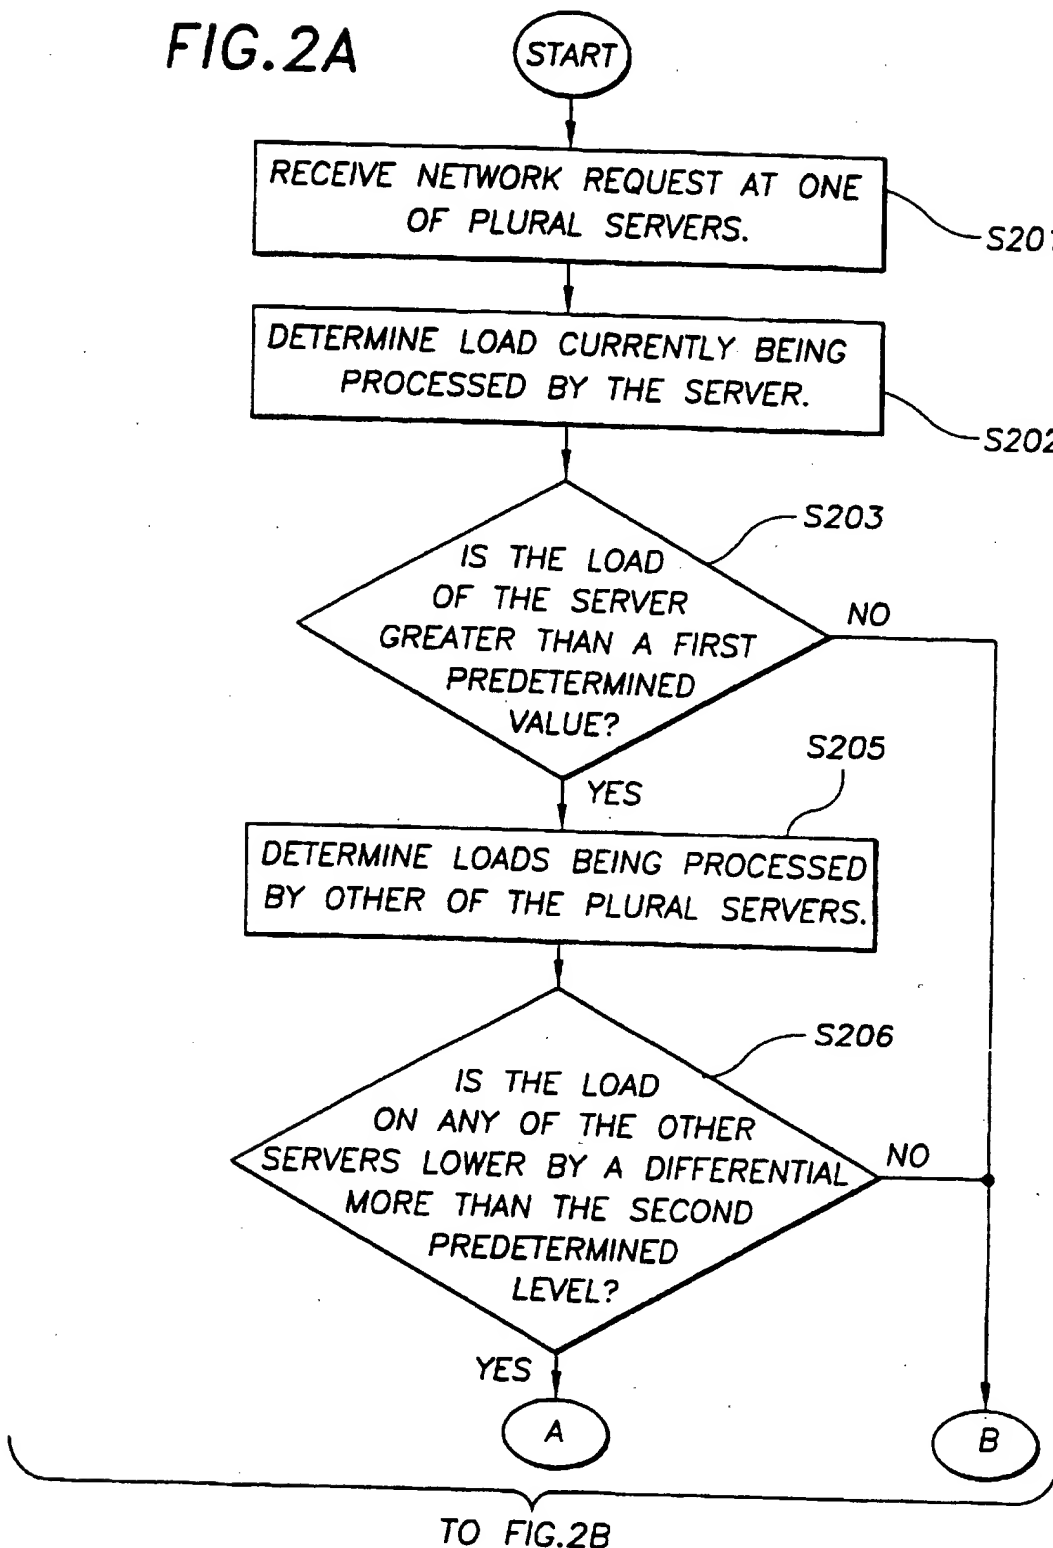 FIG.2A
START
RECEIVE NETWORK REQUEST AT ONE
OF PLURAL SERVERS.
S201
DETERMINE LOAD CURRENTLY BEING
PROCESSED BY THE SERVER.
S202
S203
IS THE LOAD
OF THE SERVER
GREATER THAN A FIRST
PREDETERMINED
VALUE?
NO
YES
S205
DETERMINE LOADS BEING PROCESSED
BY OTHER OF THE PLURAL SERVERS.
S206
IS THE LOAD
ON ANY OF THE OTHER
SERVERS LOWER BY A DIFFERENTIAL
MORE THAN THE SECOND
PREDETERMINED
LEVEL?
NO
YES
A
B
TO FIG.2B